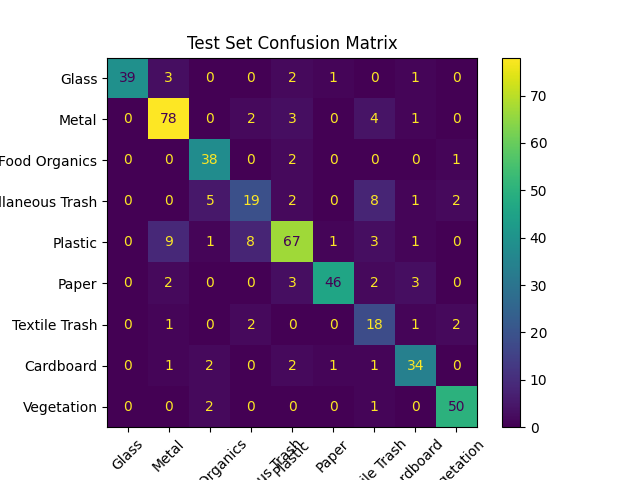 Test Set Confusion Matrix
Glass 39 3 0 0 2 1 0 1 0
Metal 0 78 0 2 3 0 4 1 0
Food Organics 0 0 38 0 2 0 0 0 1
llaneous Trash 0 0 5 19 2 0 8 1 2
Plastic 0 9 1 8 67 1 3 1 0
Paper 0 2 0 0 3 46 2 3 0
Textile Trash 0 1 0 2 0 0 18 1 2
Cardboard 0 1 2 0 2 1 1 34 0
Vegetation 0 0 2 0 0 0 1 0 50
Glass Metal Organics us Trash Plastic Paper ile Trash rdboard getation
70
60
50
40
30
20
10
0